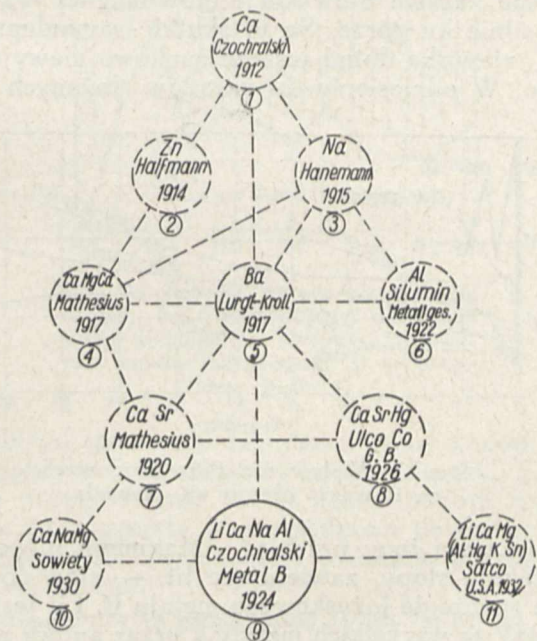 Ca
Czochralski
1912
1
Zn
Halfmann
1914
2
Na
Hanemann
1915
3
Ca Mg Cd
Mathesius
1917
4
Ba
Lurgi-Kroll
1917
5
Al
Silumin
Metallges.
1922
6
Ca Sr
Mathesius
1920
7
Ca Sr Hg
Ulco Co
G. B.
1926
8
Ca Na Mg
Sowiety
1930
10
Li Ca Na Al
Czochralski
Metal B
1924
9
Li Ca Mg
(Al Hg K Sn)
Satco
U.S.A. 1932
11